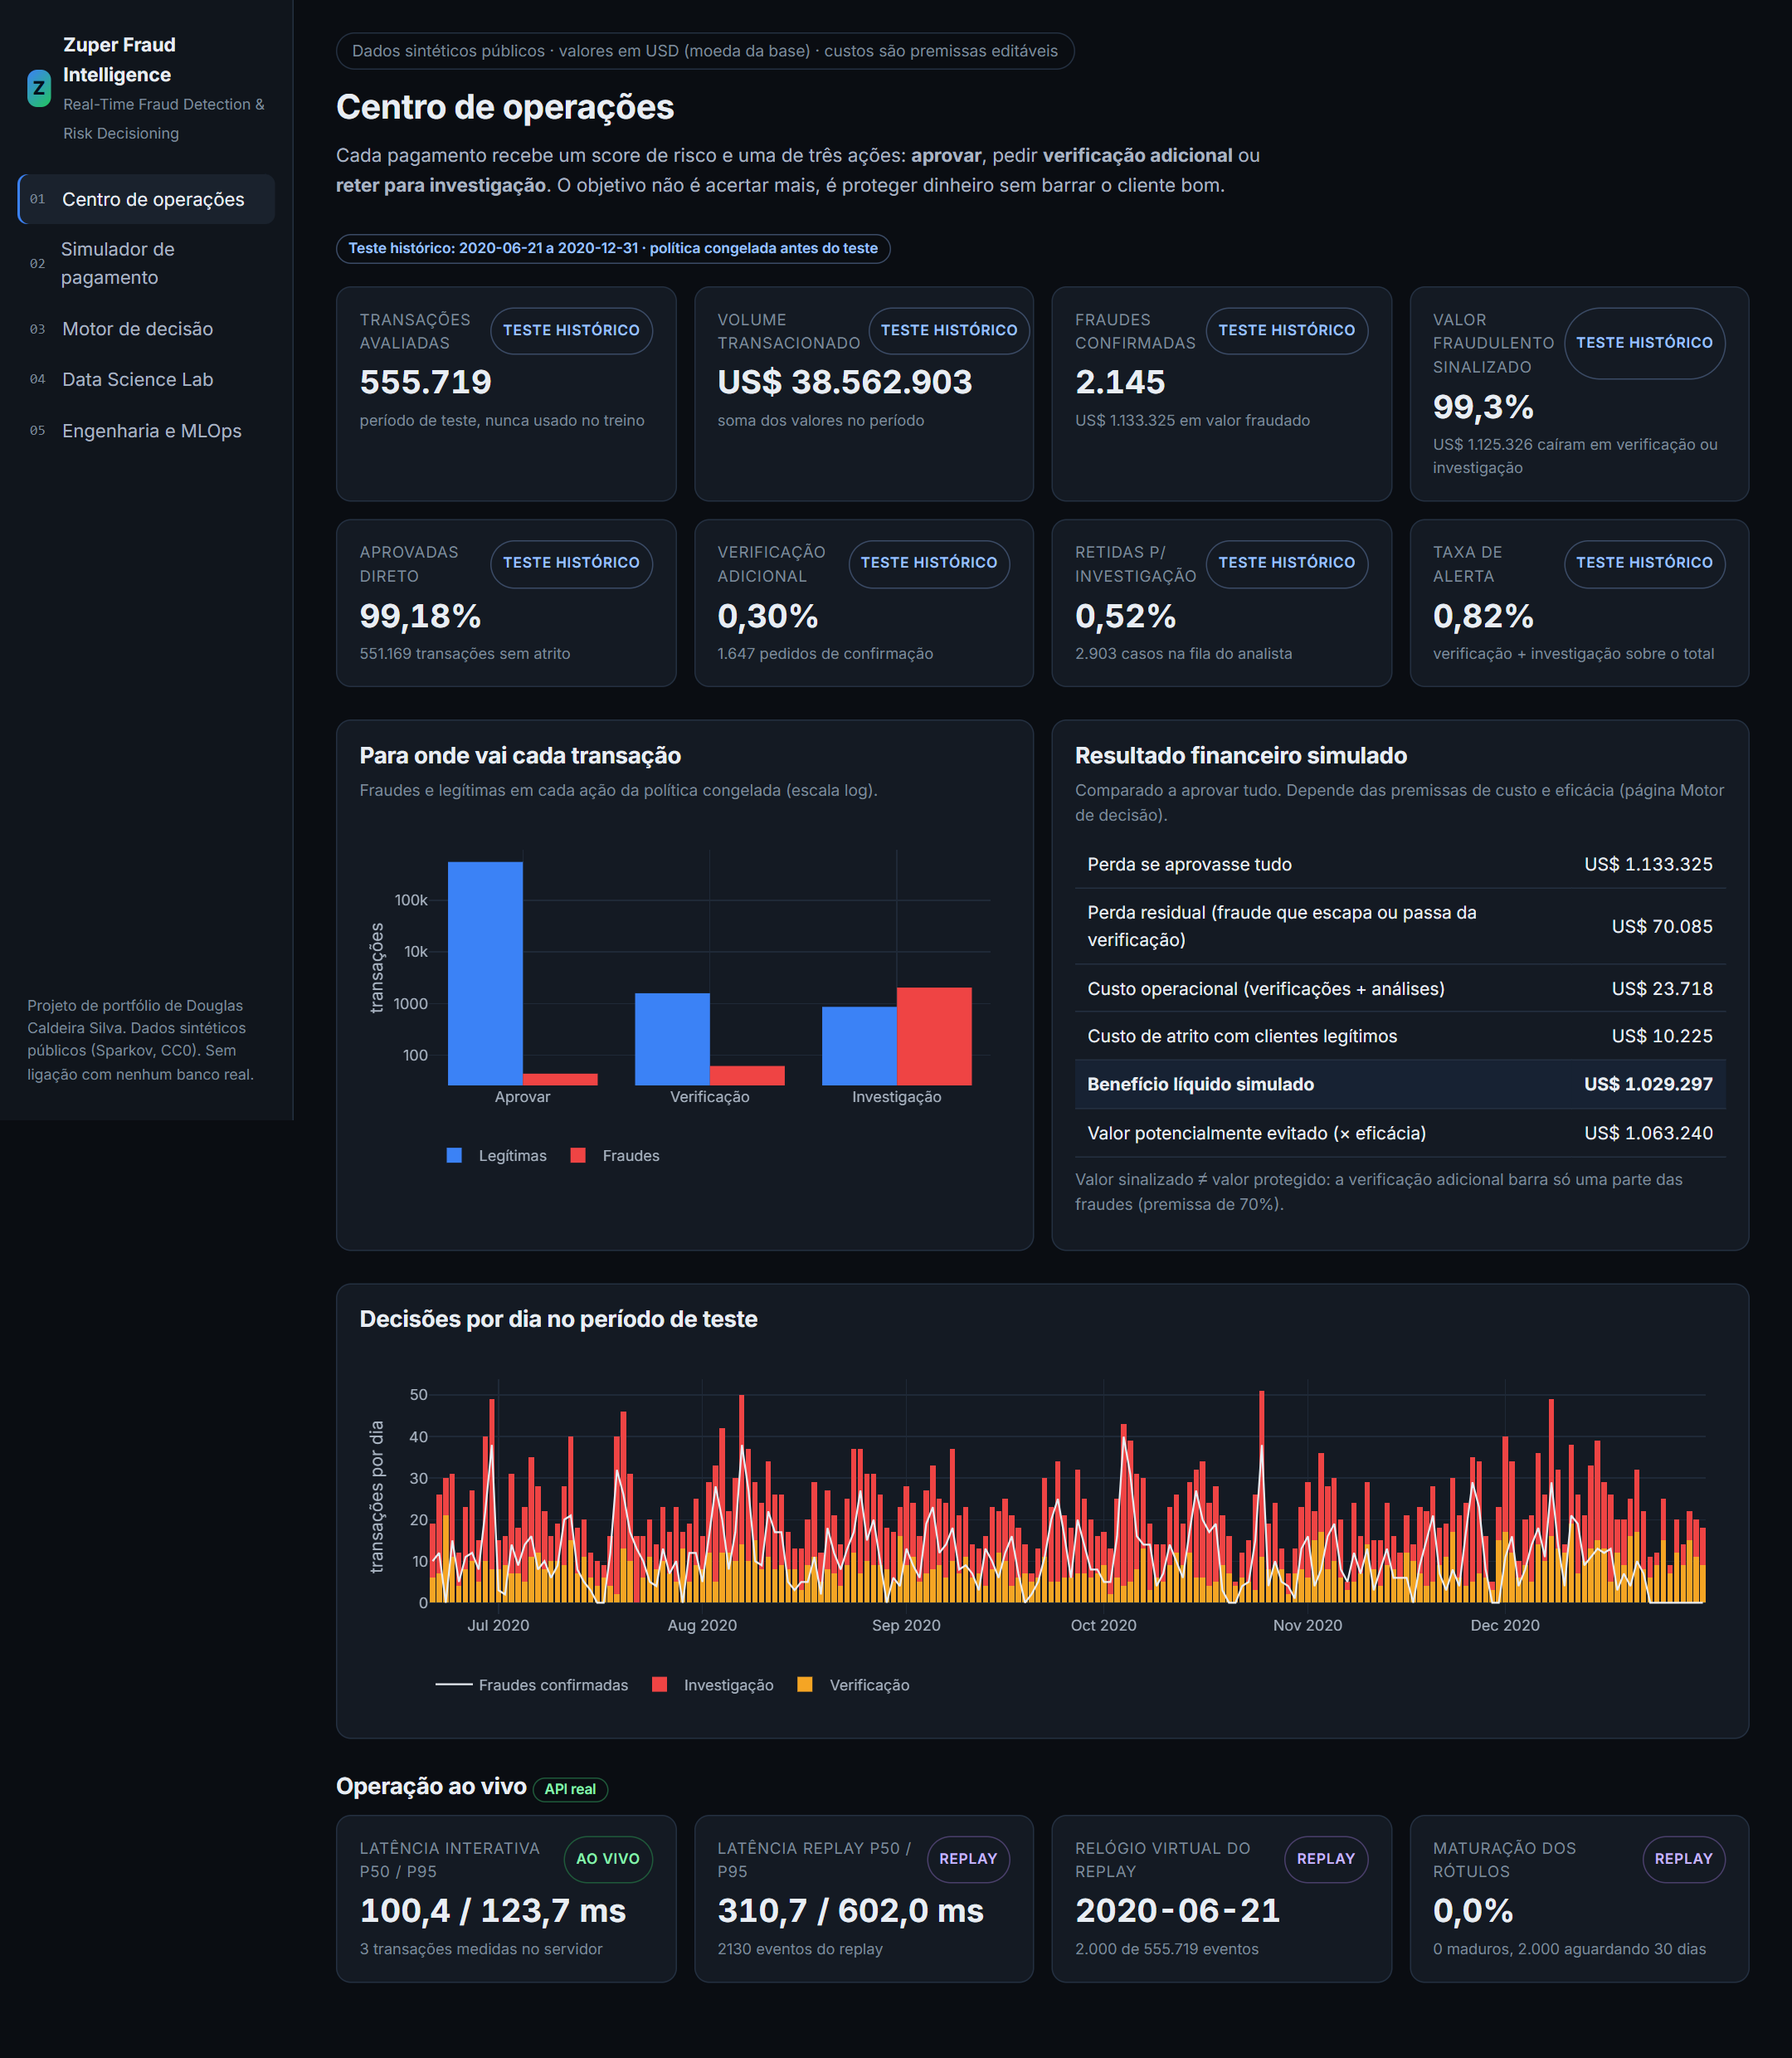 Zuper Fraud
Intelligence
Z
Real-Time Fraud Detection &
Risk Decisioning
01 Centro de operações
02 Simulador de
pagamento
03 Motor de decisão
04 Data Science Lab
05 Engenharia e MLOps
Projeto de portfólio de Douglas
Caldeira Silva. Dados sintéticos
públicos (Sparkov, CC0). Sem
ligação com nenhum banco real.
Dados sintéticos públicos · valores em USD (moeda da base) · custos são premissas editáveis
Centro de operações
Cada pagamento recebe um score de risco e uma de três ações: aprovar, pedir verificação adicional ou
reter para investigação. O objetivo não é acertar mais, é proteger dinheiro sem barrar o cliente bom.
Teste histórico: 2020-06-21 a 2020-12-31 · política congelada antes do teste
TRANSAÇÕES
AVALIADAS
TESTE HISTÓRICO
555.719
período de teste, nunca usado no treino
VOLUME
TRANSACIONADO
TESTE HISTÓRICO
US$ 38.562.903
soma dos valores no período
FRAUDES
CONFIRMADAS
TESTE HISTÓRICO
2.145
US$ 1.133.325 em valor fraudado
VALOR
FRAUDULENTO
SINALIZADO
TESTE HISTÓRICO
99,3%
US$ 1.125.326 caíram em verificação ou
investigação
APROVADAS
DIRETO
TESTE HISTÓRICO
99,18%
551.169 transações sem atrito
VERIFICAÇÃO
ADICIONAL
TESTE HISTÓRICO
0,30%
1.647 pedidos de confirmação
RETIDAS P/
INVESTIGAÇÃO
TESTE HISTÓRICO
0,52%
2.903 casos na fila do analista
TAXA DE
ALERTA
TESTE HISTÓRICO
0,82%
verificação + investigação sobre o total
Para onde vai cada transação
Fraudes e legítimas em cada ação da política congelada (escala log).
transações
100k
10k
1000
100
Aprovar
Verificação
Investigação
Legítimas
Fraudes
Resultado financeiro simulado
Comparado a aprovar tudo. Depende das premissas de custo e eficácia (página Motor
de decisão).
Perda se aprovasse tudo US$ 1.133.325
Perda residual (fraude que escapa ou passa da
verificação) US$ 70.085
Custo operacional (verificações + análises) US$ 23.718
Custo de atrito com clientes legítimos US$ 10.225
Benefício líquido simulado US$ 1.029.297
Valor potencialmente evitado (× eficácia) US$ 1.063.240
Valor sinalizado ≠ valor protegido: a verificação adicional barra só uma parte das
fraudes (premissa de 70%).
Decisões por dia no período de teste
transações por dia
50
40
30
20
10
0
Jul 2020
Aug 2020
Sep 2020
Oct 2020
Nov 2020
Dec 2020
Fraudes confirmadas
Investigação
Verificação
Operação ao vivo API real
LATÊNCIA INTERATIVA
P50 / P95
AO VIVO
100,4 / 123,7 ms
3 transações medidas no servidor
LATÊNCIA REPLAY P50 /
P95
REPLAY
310,7 / 602,0 ms
2130 eventos do replay
RELÓGIO VIRTUAL DO
REPLAY
REPLAY
2020-06-21
2.000 de 555.719 eventos
MATURAÇÃO DOS
RÓTULOS
REPLAY
0,0%
0 maduros, 2.000 aguardando 30 dias